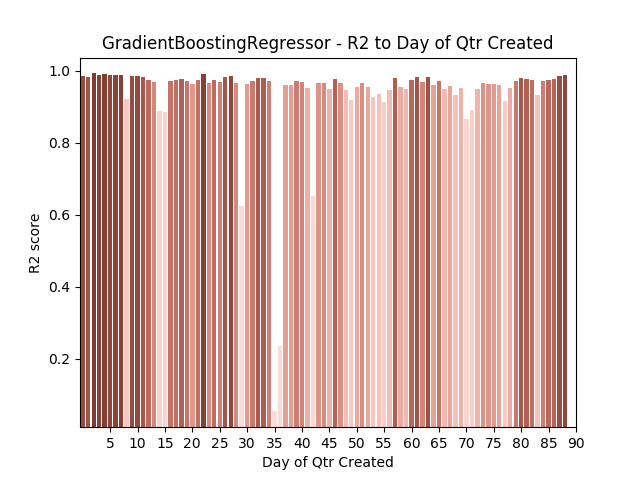 GradientBoostingRegressor - R2 to Day of Qtr Created
1.0
0.8
0.6
0.4
0.2
R2 score
5 10 15 20 25 30 35 40 45 50 55 60 65 70 75 80 85 90
Day of Qtr Created